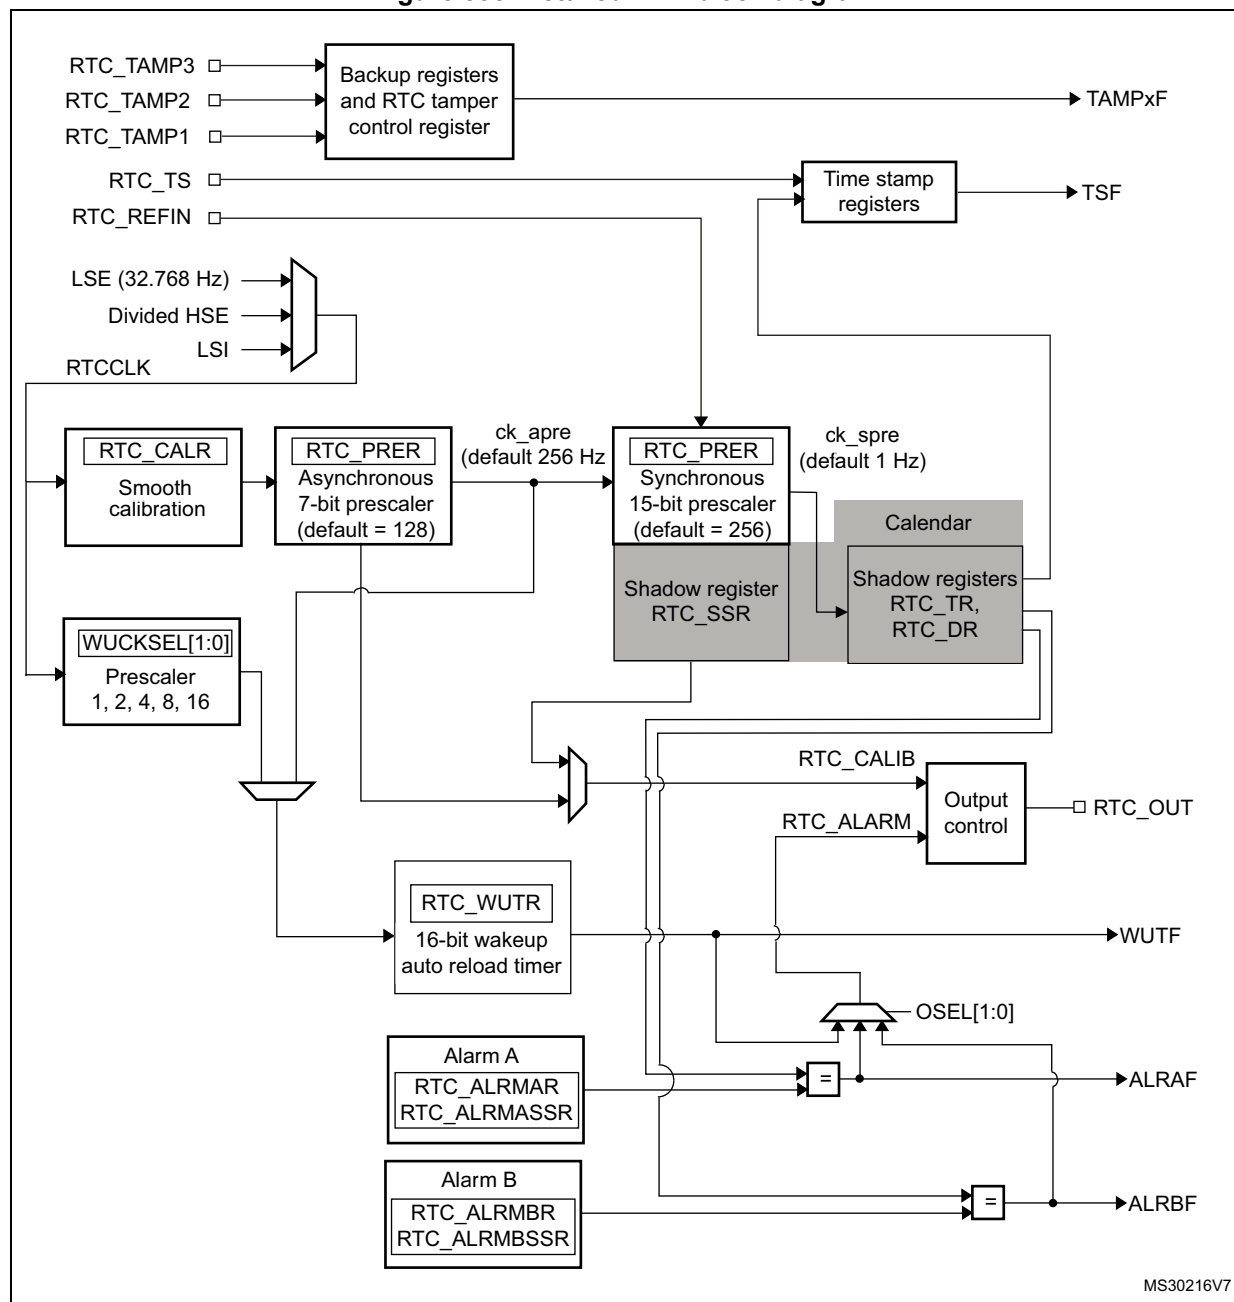 RTC_TAMP3
RTC_TAMP2
RTC_TAMP1
Backup registers
and RTC tamper
control register
TAMPxF
RTC_TS
RTC_REFIN
Time stamp
registers
TSF
LSE (32.768 Hz)
Divided HSE
LSI
RTCCLK
RTC_CALR
Smooth
calibration
RTC_PRER
Asynchronous
7-bit prescaler
(default = 128)
ck_apre
(default 256 Hz
RTC_PRER
Synchronous
15-bit prescaler
(default = 256)
ck_spre
(default 1 Hz)
Calendar
Shadow register
RTC_SSR
Shadow registers
RTC_TR,
RTC_DR
WUCKSEL[1:0]
Prescaler
1, 2, 4, 8, 16
RTC_CALIB
RTC_ALARM
Output
control
RTC_OUT
RTC_WUTR
16-bit wakeup
auto reload timer
WUTF
OSEL[1:0]
Alarm A
RTC_ALRMAR
RTC_ALRMASSR
=
ALRAF
Alarm B
RTC_ALRMBR
RTC_ALRMBSSR
=
ALRBF
MS30216V7